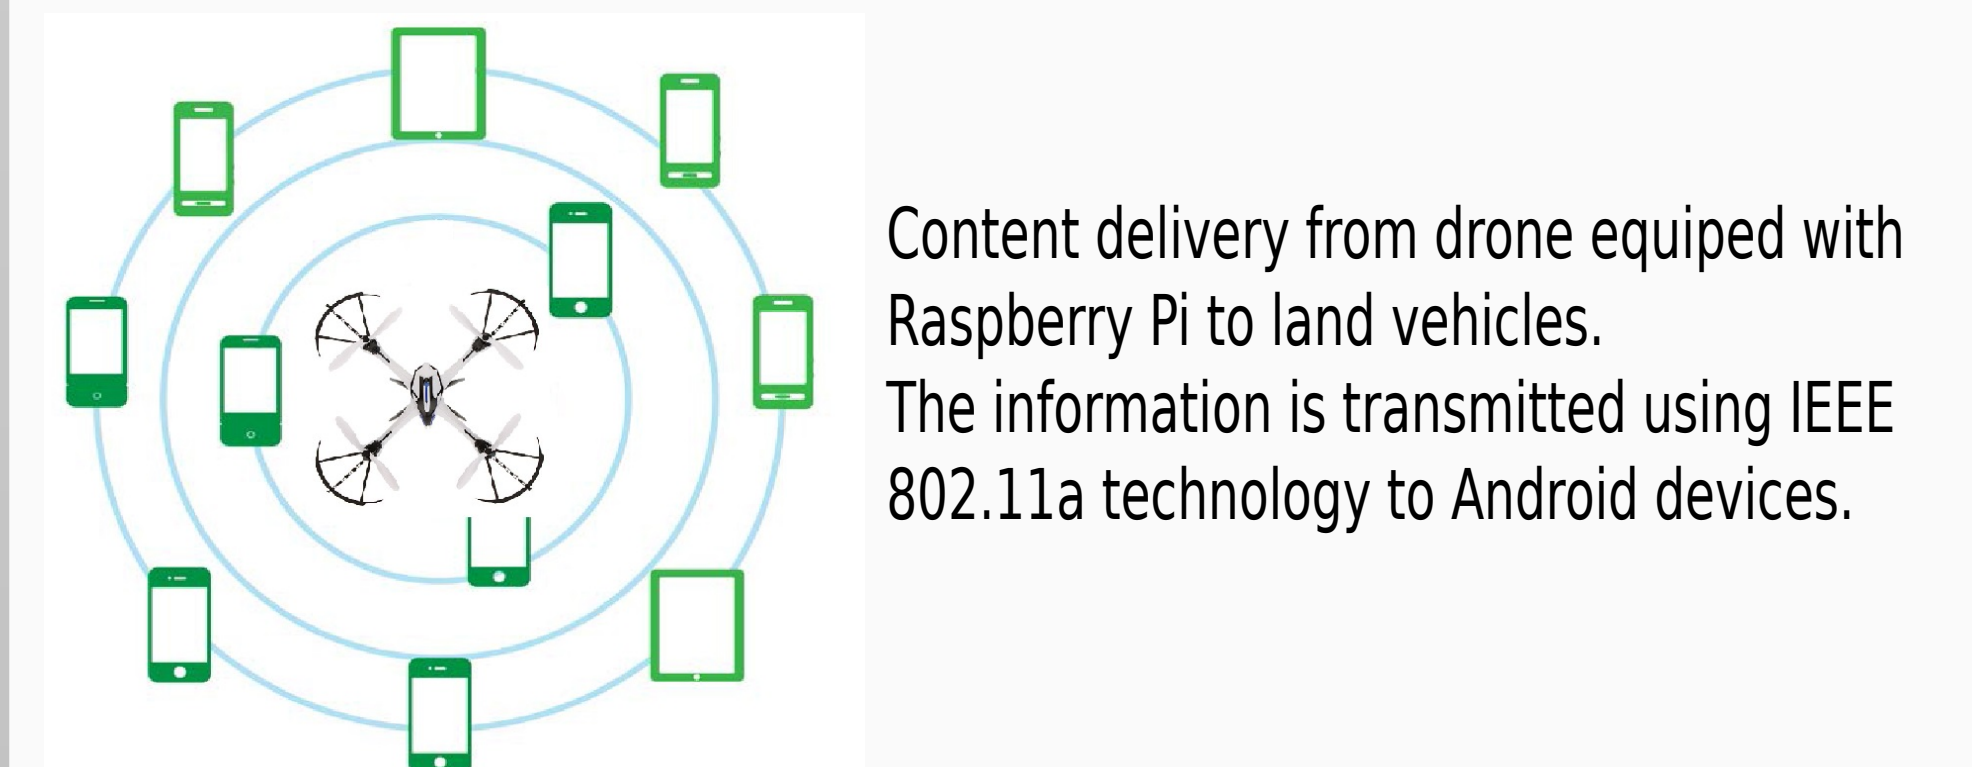 Content delivery from drone equiped with
Raspberry Pi to land vehicles.
The information is transmitted using IEEE
802.11a technology to Android devices.